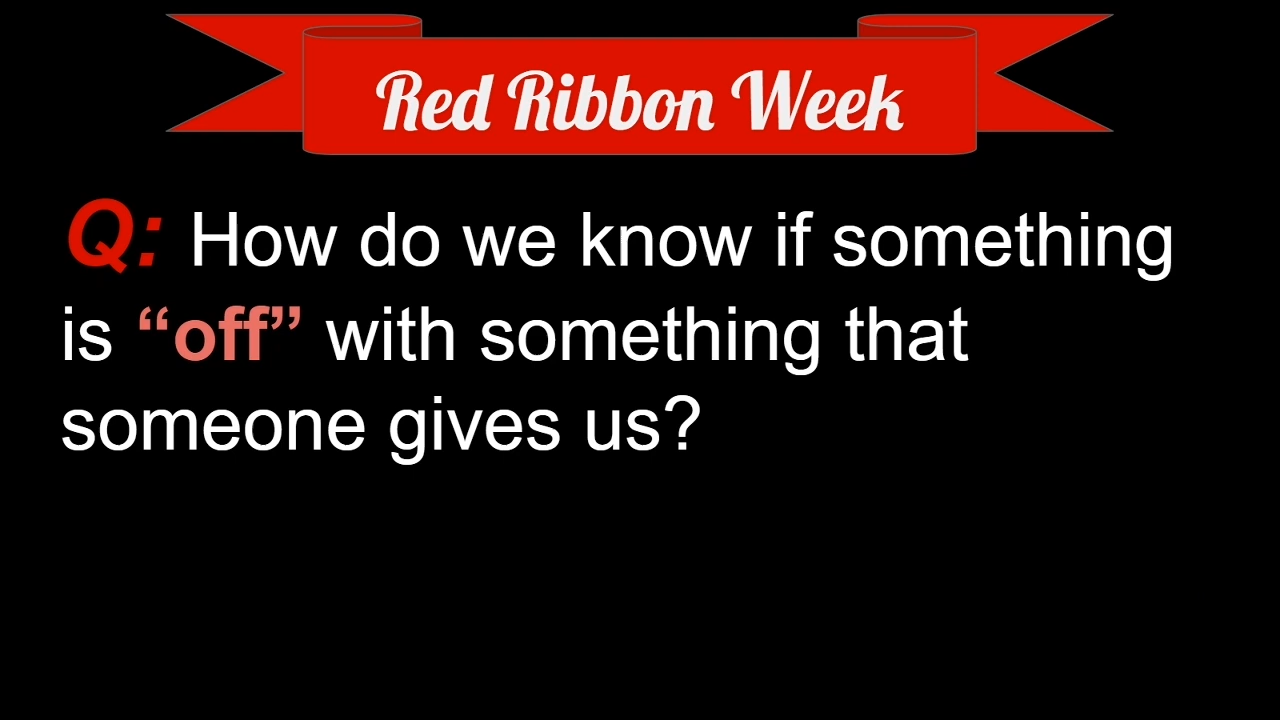 Red Ribbon Week
Q: How do we know if something
is “off” with something that
someone gives us?